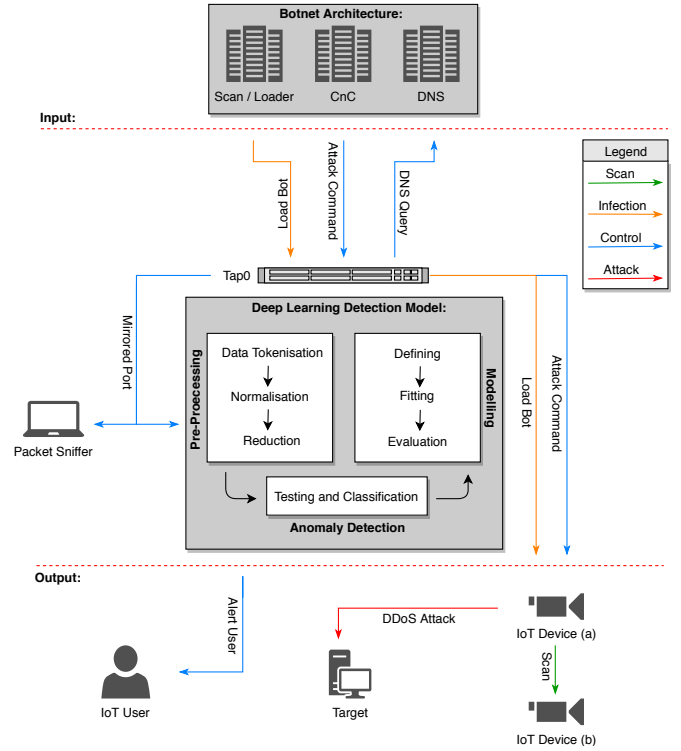 Botnet Architecture:
Scan / Loader
CnC
DNS
Input:
Load Bot
Attack Command
DNS Query
Legend
Scan
Infection
Control
Attack
Tap0
Mirrored Port
Packet Sniffer
Deep Learning Detection Model:
Pre-Proecessing
Data Tokenisation
Normalisation
Reduction
Defining
Fitting
Evaluation
Modelling
Testing and Classification
Anomaly Detection
Load Bot
Attack Command
Output:
Alert User
IoT User
DDoS Attack
Target
IoT Device (a)
Scan
IoT Device (b)